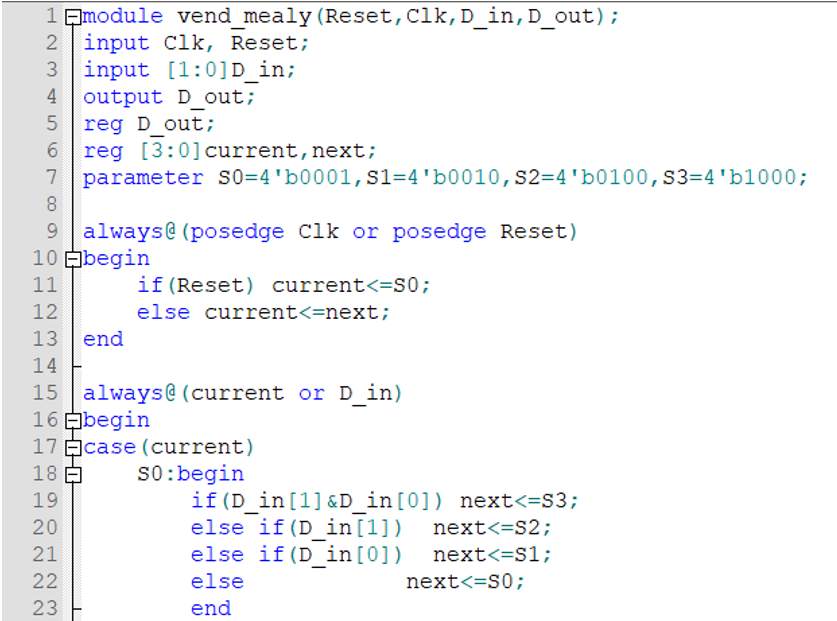 1 module vend_mealy(Reset,Clk,D_in,D_out);
2 input Clk, Reset;
3 input [1:0]D_in;
4 output D_out;
5 reg D_out;
6 reg [3:0]current,next;
7 parameter S0=4'b0001,S1=4'b0010,S2=4'b0100,S3=4'b1000;
8
9 always@(posedge Clk or posedge Reset)
10 begin
11     if(Reset) current<=S0;
12     else current<=next;
13 end
14
15 always@(current or D_in)
16 begin
17 case(current)
18     S0:begin
19         if(D_in[1]&D_in[0]) next<=S3;
20         else if(D_in[1])  next<=S2;
21         else if(D_in[0])  next<=S1;
22         else            next<=S0;
23         end